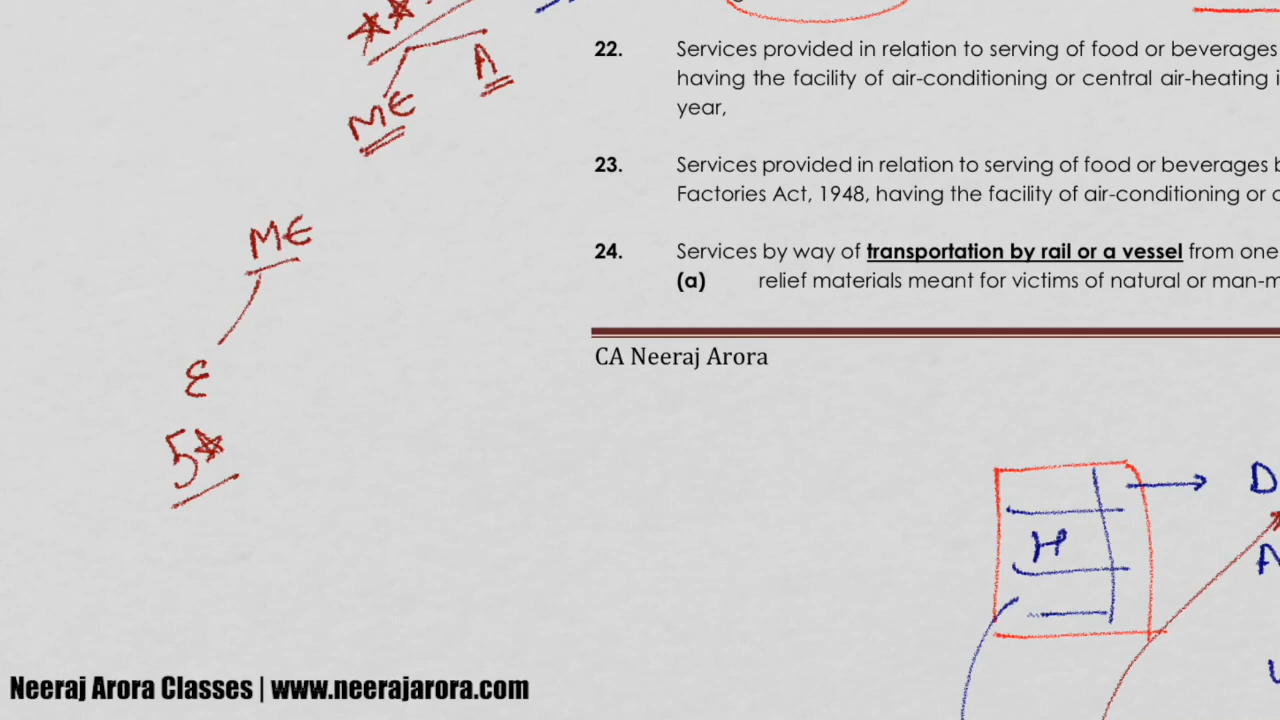 A
ME
22. Services provided in relation to serving of food or beverages
having the facility of air-conditioning or central air-heating i
year,
23. Services provided in relation to serving of food or beverages b
Factories Act, 1948, having the facility of air-conditioning or c
ME
24. Services by way of transportation by rail or a vessel from one
(a) relief materials meant for victims of natural or man-m
CA Neeraj Arora
E
5
D
H
A
Neeraj Arora Classes | www.neerajarora.com